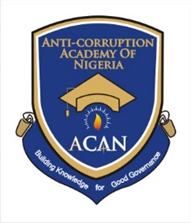 ANTI-CORRUPTION
ACADEMY OF
NIGERIA
ACAN
Building Knowledge for Good Governance